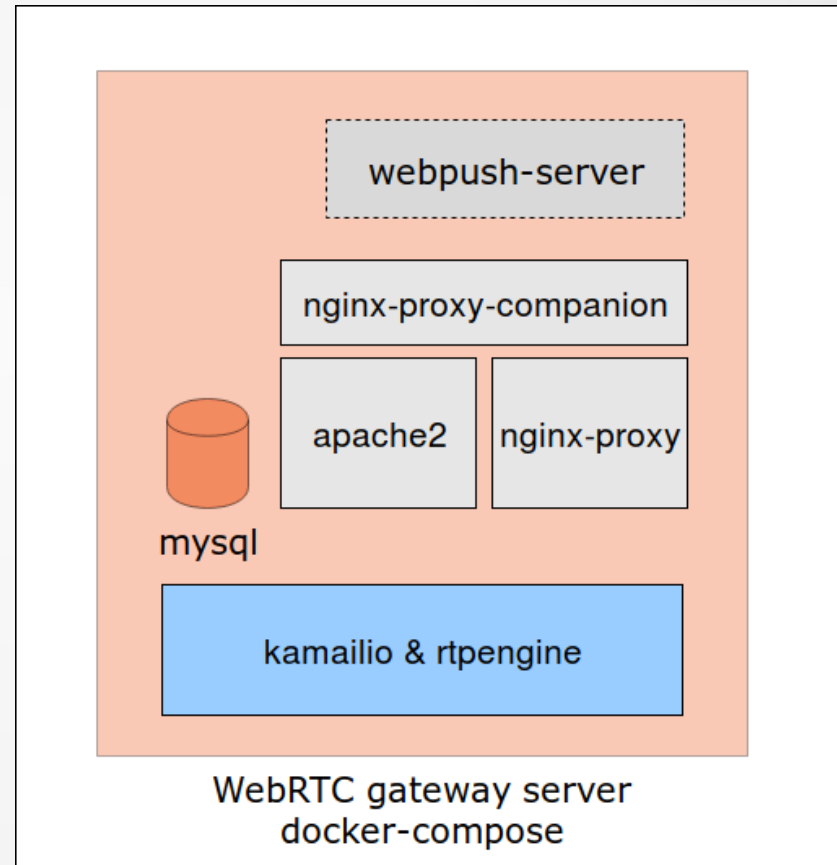 webpush-server
nginx-proxy-companion
apache2
nginx-proxy
mysql
kamailio & rtpengine
WebRTC gateway server
docker-compose